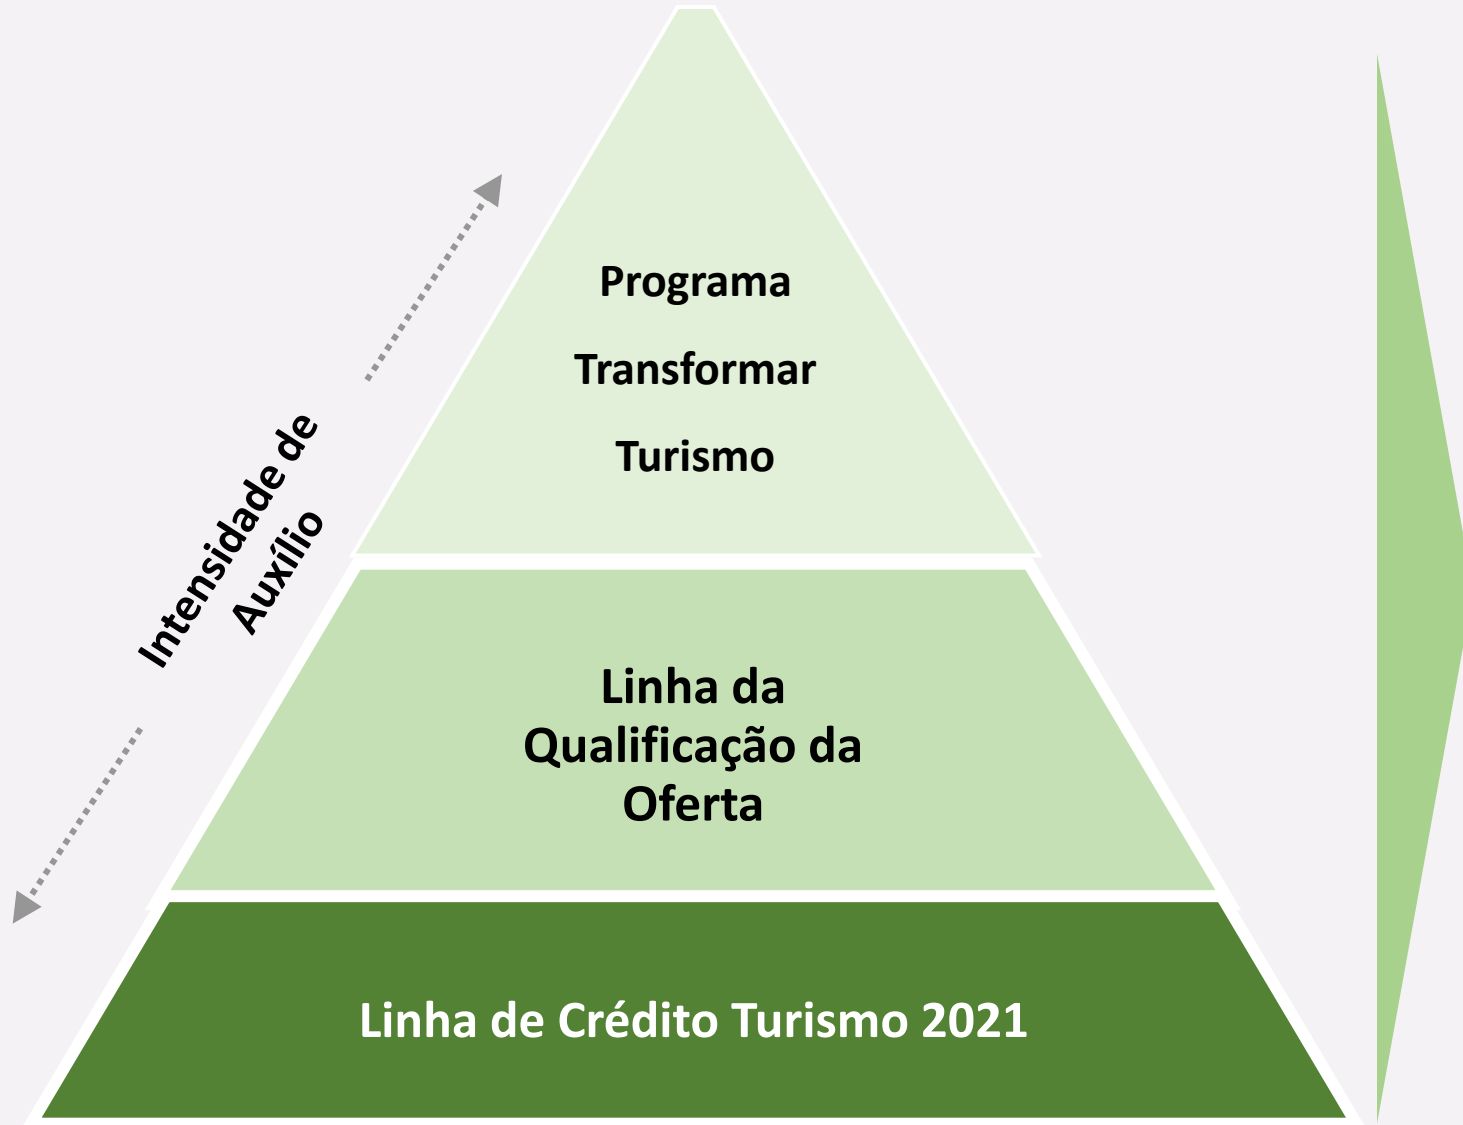 Programa
Transformar
Turismo
Intensidade de
Auxílio
Linha da
Qualificação da
Oferta
Linha de Crédito Turismo 2021